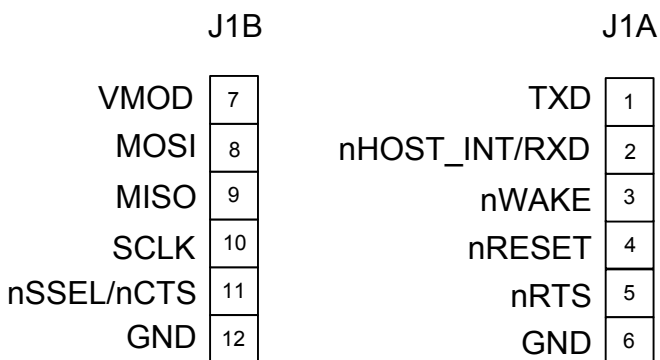 J1B J1A
VMOD 7 TXD 1
MOSI 8 nHOST_INT/RXD 2
MISO 9 nWAKE 3
SCLK 10 nRESET 4
nSSEL/nCTS 11 nRTS 5
GND 12 GND 6